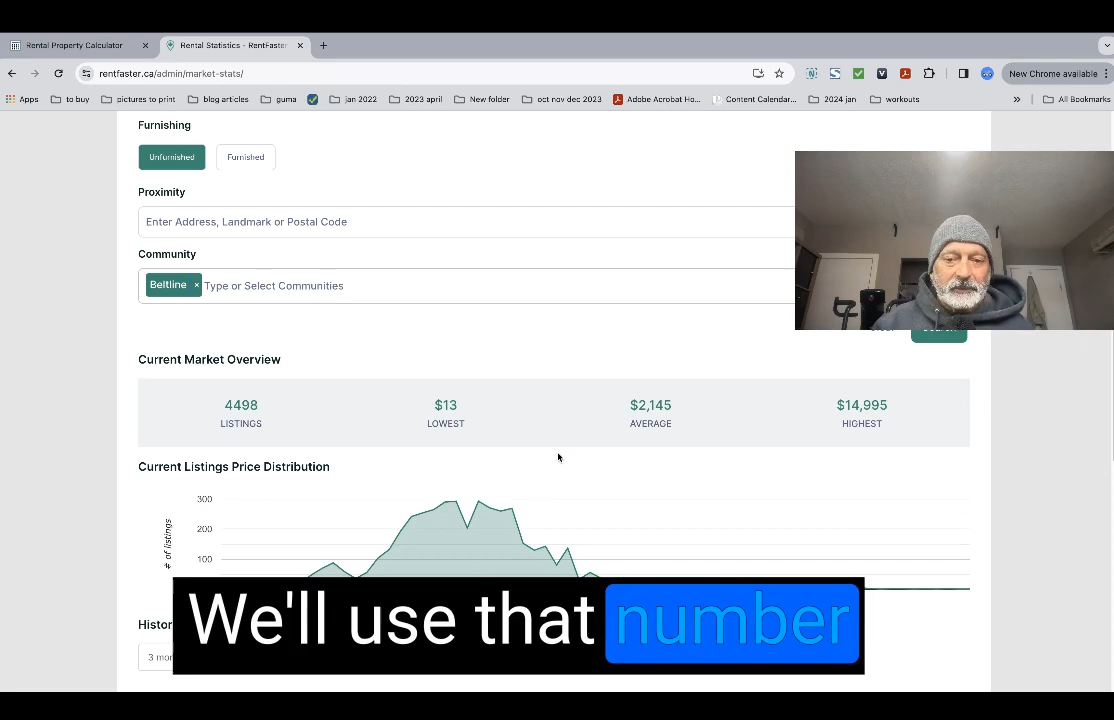 Rental Property Calculator
Rental Statistics - RentFaster
rentfaster.ca/admin/market-stats/
New Chrome available
Apps
to buy
pictures to print
blog articles
guma
jan 2022
2023 april
New folder
oct nov dec 2023
Adobe Acrobat Ho...
Content Calendar...
2024 jan
workouts
»
All Bookmarks
Furnishing
Unfurnished
Furnished
Proximity
Enter Address, Landmark or Postal Code
Community
Beltline ×
Type or Select Communities
Current Market Overview
4498
LISTINGS
$13
LOWEST
$2,145
AVERAGE
$14,995
HIGHEST
Current Listings Price Distribution
# of listings
300
200
100
We'll use that number
Histor
3 mon